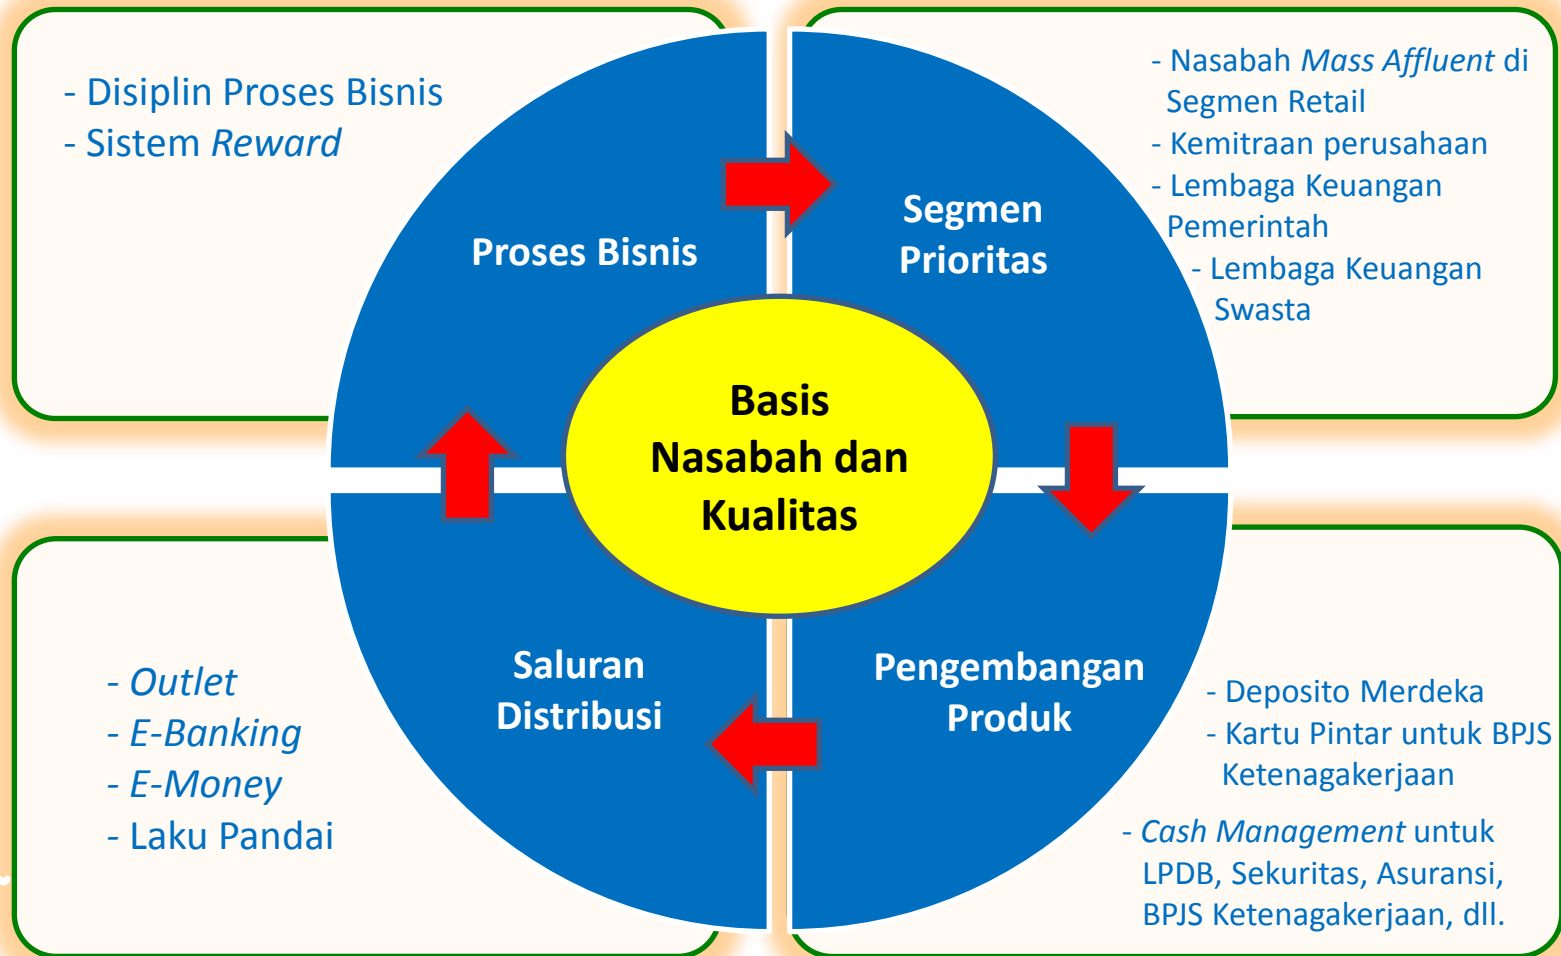 - Disiplin Proses Bisnis
- Sistem Reward
- Nasabah Mass Affluent di
Segmen Retail
- Kemitraan perusahaan
- Lembaga Keuangan
Pemerintah
- Lembaga Keuangan
Swasta
Proses Bisnis
Segmen
Prioritas
Basis
Nasabah dan
Kualitas
Saluran
Distribusi
Pengembangan
Produk
- Outlet
- E-Banking
- E-Money
- Laku Pandai
- Deposito Merdeka
- Kartu Pintar untuk BPJS
Ketenagakerjaan
- Cash Management untuk
LPDB, Sekuritas, Asuransi,
BPJS Ketenagakerjaan, dll.